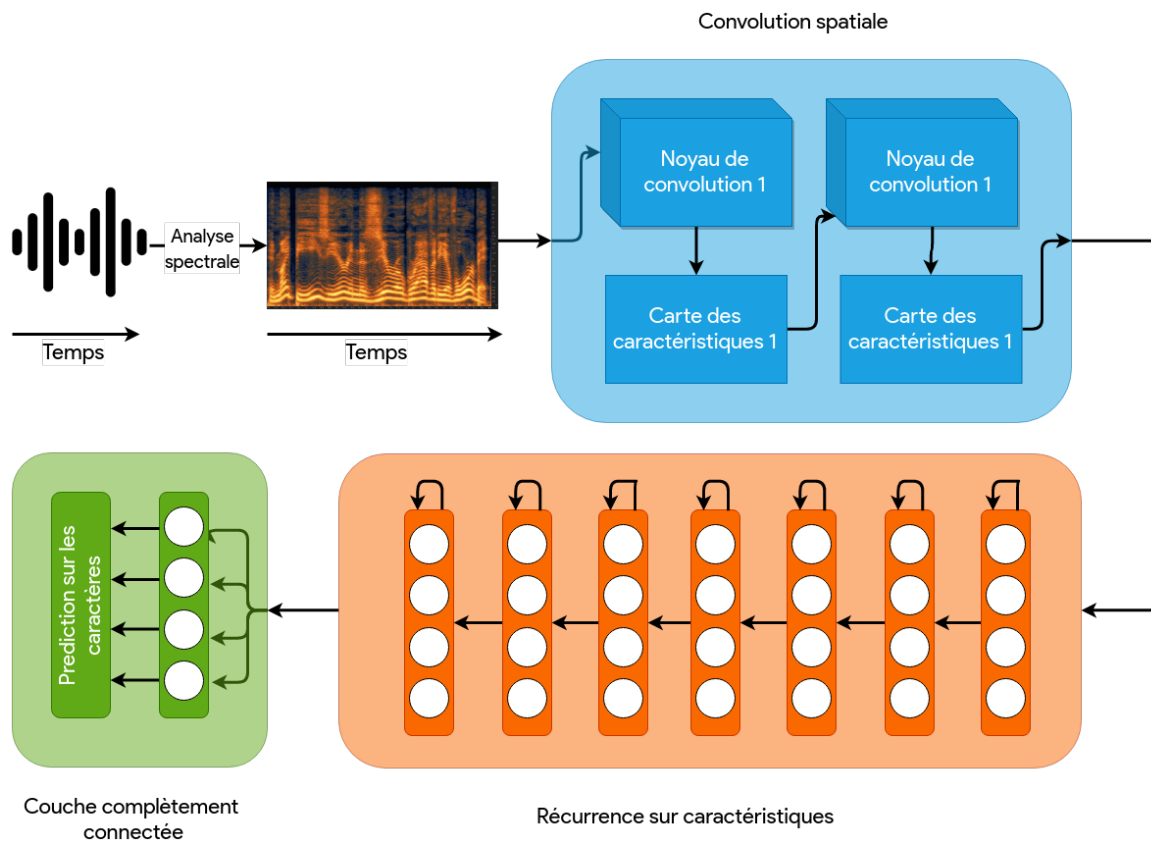 Convolution spatiale
Noyau de
convolution 1
Noyau de
convolution 1
Analyse
spectrale
Carte des
caractéristiques 1
Carte des
caractéristiques 1
Temps
Temps
Prediction sur les
caractères
Couche complètement
connectée
Récurrence sur caractéristiques